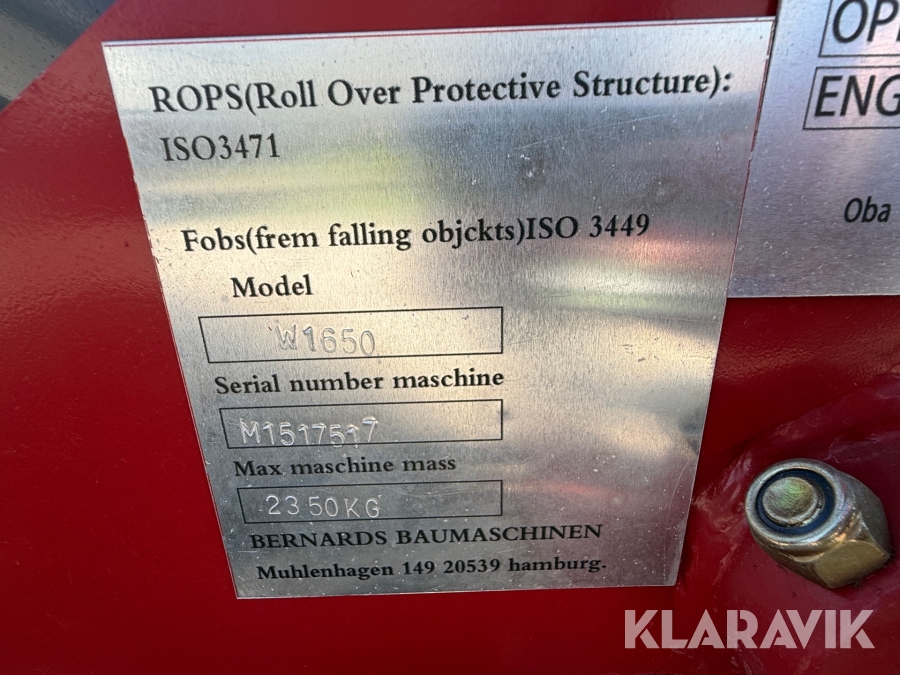 ROPS(Roll Over Protective Structure):
ISO3471
Fobs(frem falling objckts)ISO 3449
Model
W1650
Serial number maschine
M1517517
Max maschine mass
2350KG
BERNARDS BAUMASCHINEN
Muhlenhagen 149 20539 hamburg.
ENG
Oba
KLARAVIK